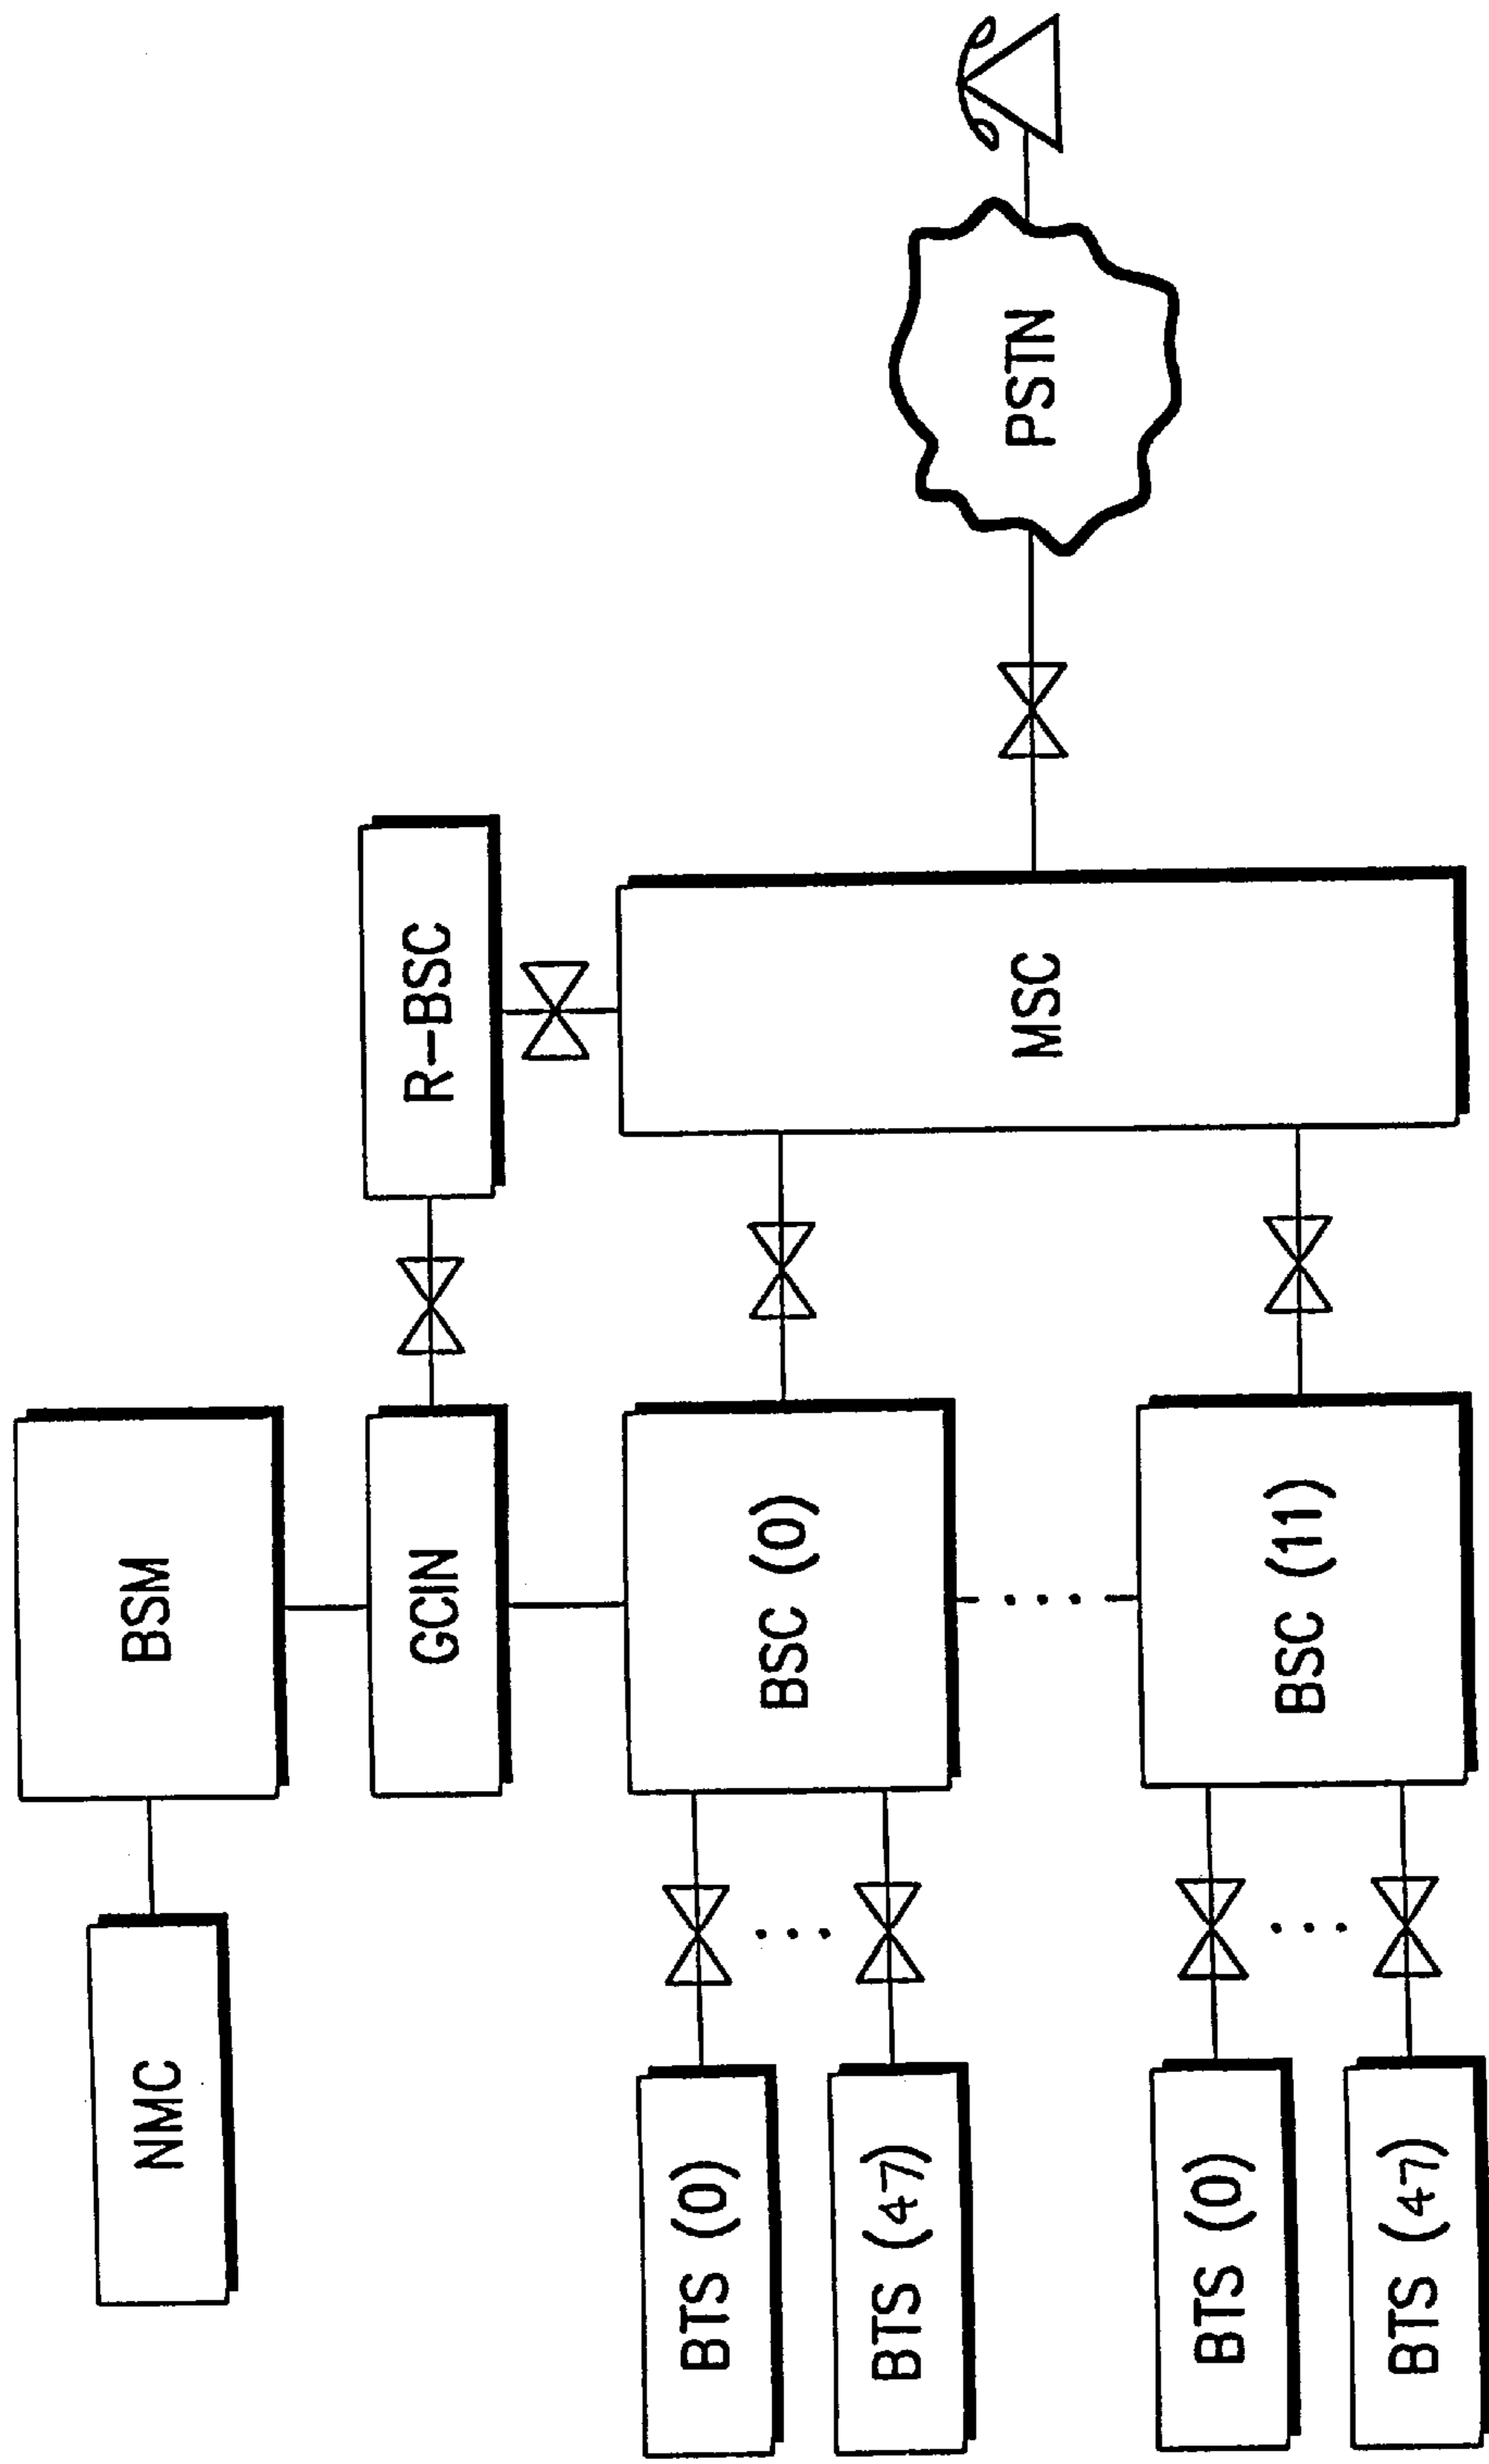 NMC
BSM
GCIN
R-BSC
BTS (0)
BTS (47)
BSC (0)
MSC
PSTN
BTS (0)
BTS (47)
BSC (11)